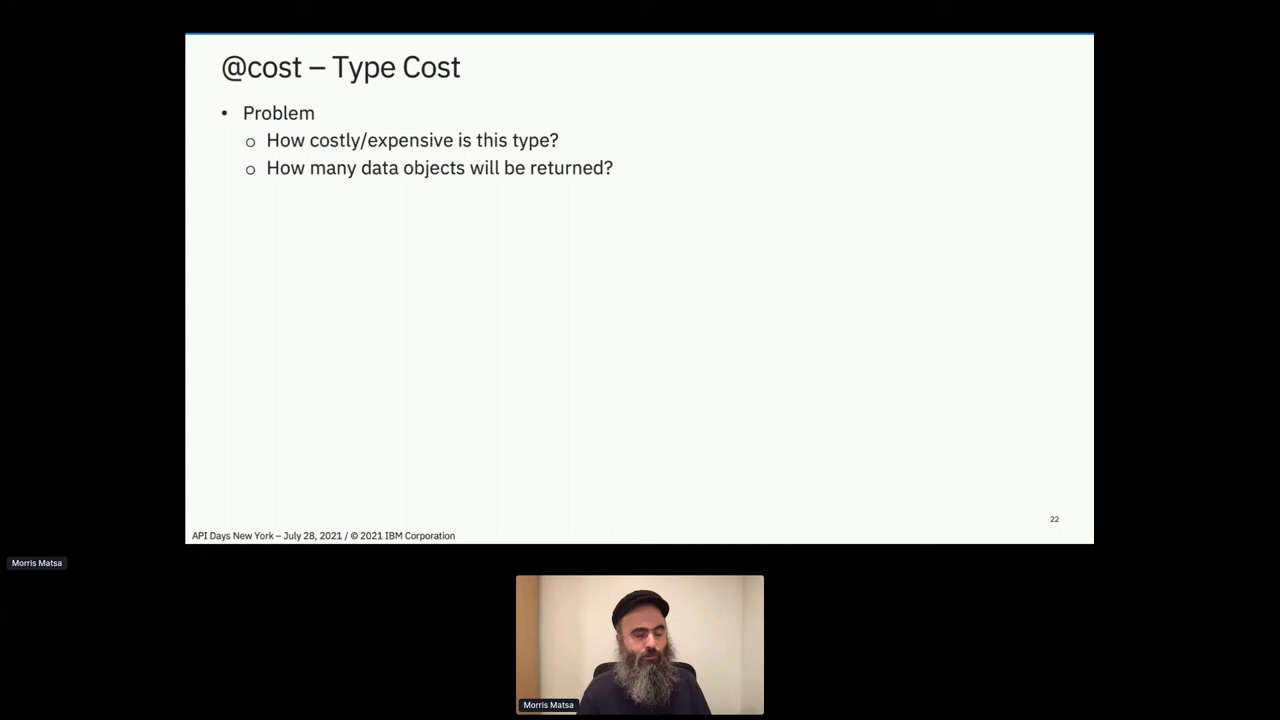 @cost – Type Cost
• Problem
o How costly/expensive is this type?
o How many data objects will be returned?
22
API Days New York – July 28, 2021 / © 2021 IBM Corporation
Morris Matsa
Morris Matsa